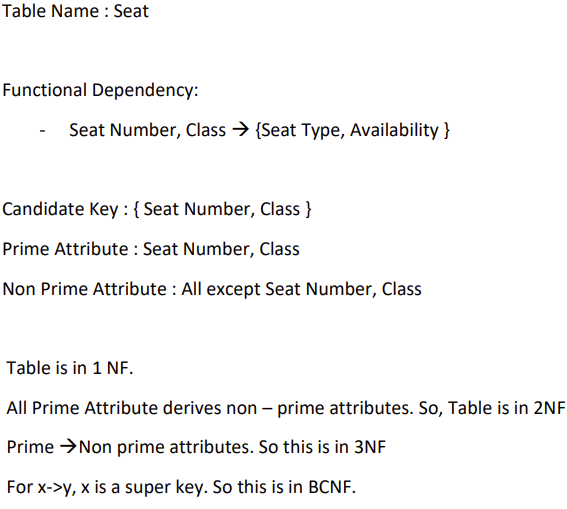 Table Name : Seat
Functional Dependency:
- Seat Number, Class → {Seat Type, Availability }
Candidate Key : { Seat Number, Class }
Prime Attribute : Seat Number, Class
Non Prime Attribute : All except Seat Number, Class
Table is in 1 NF.
All Prime Attribute derives non – prime attributes. So, Table is in 2NF
Prime →Non prime attributes. So this is in 3NF
For x->y, x is a super key. So this is in BCNF.